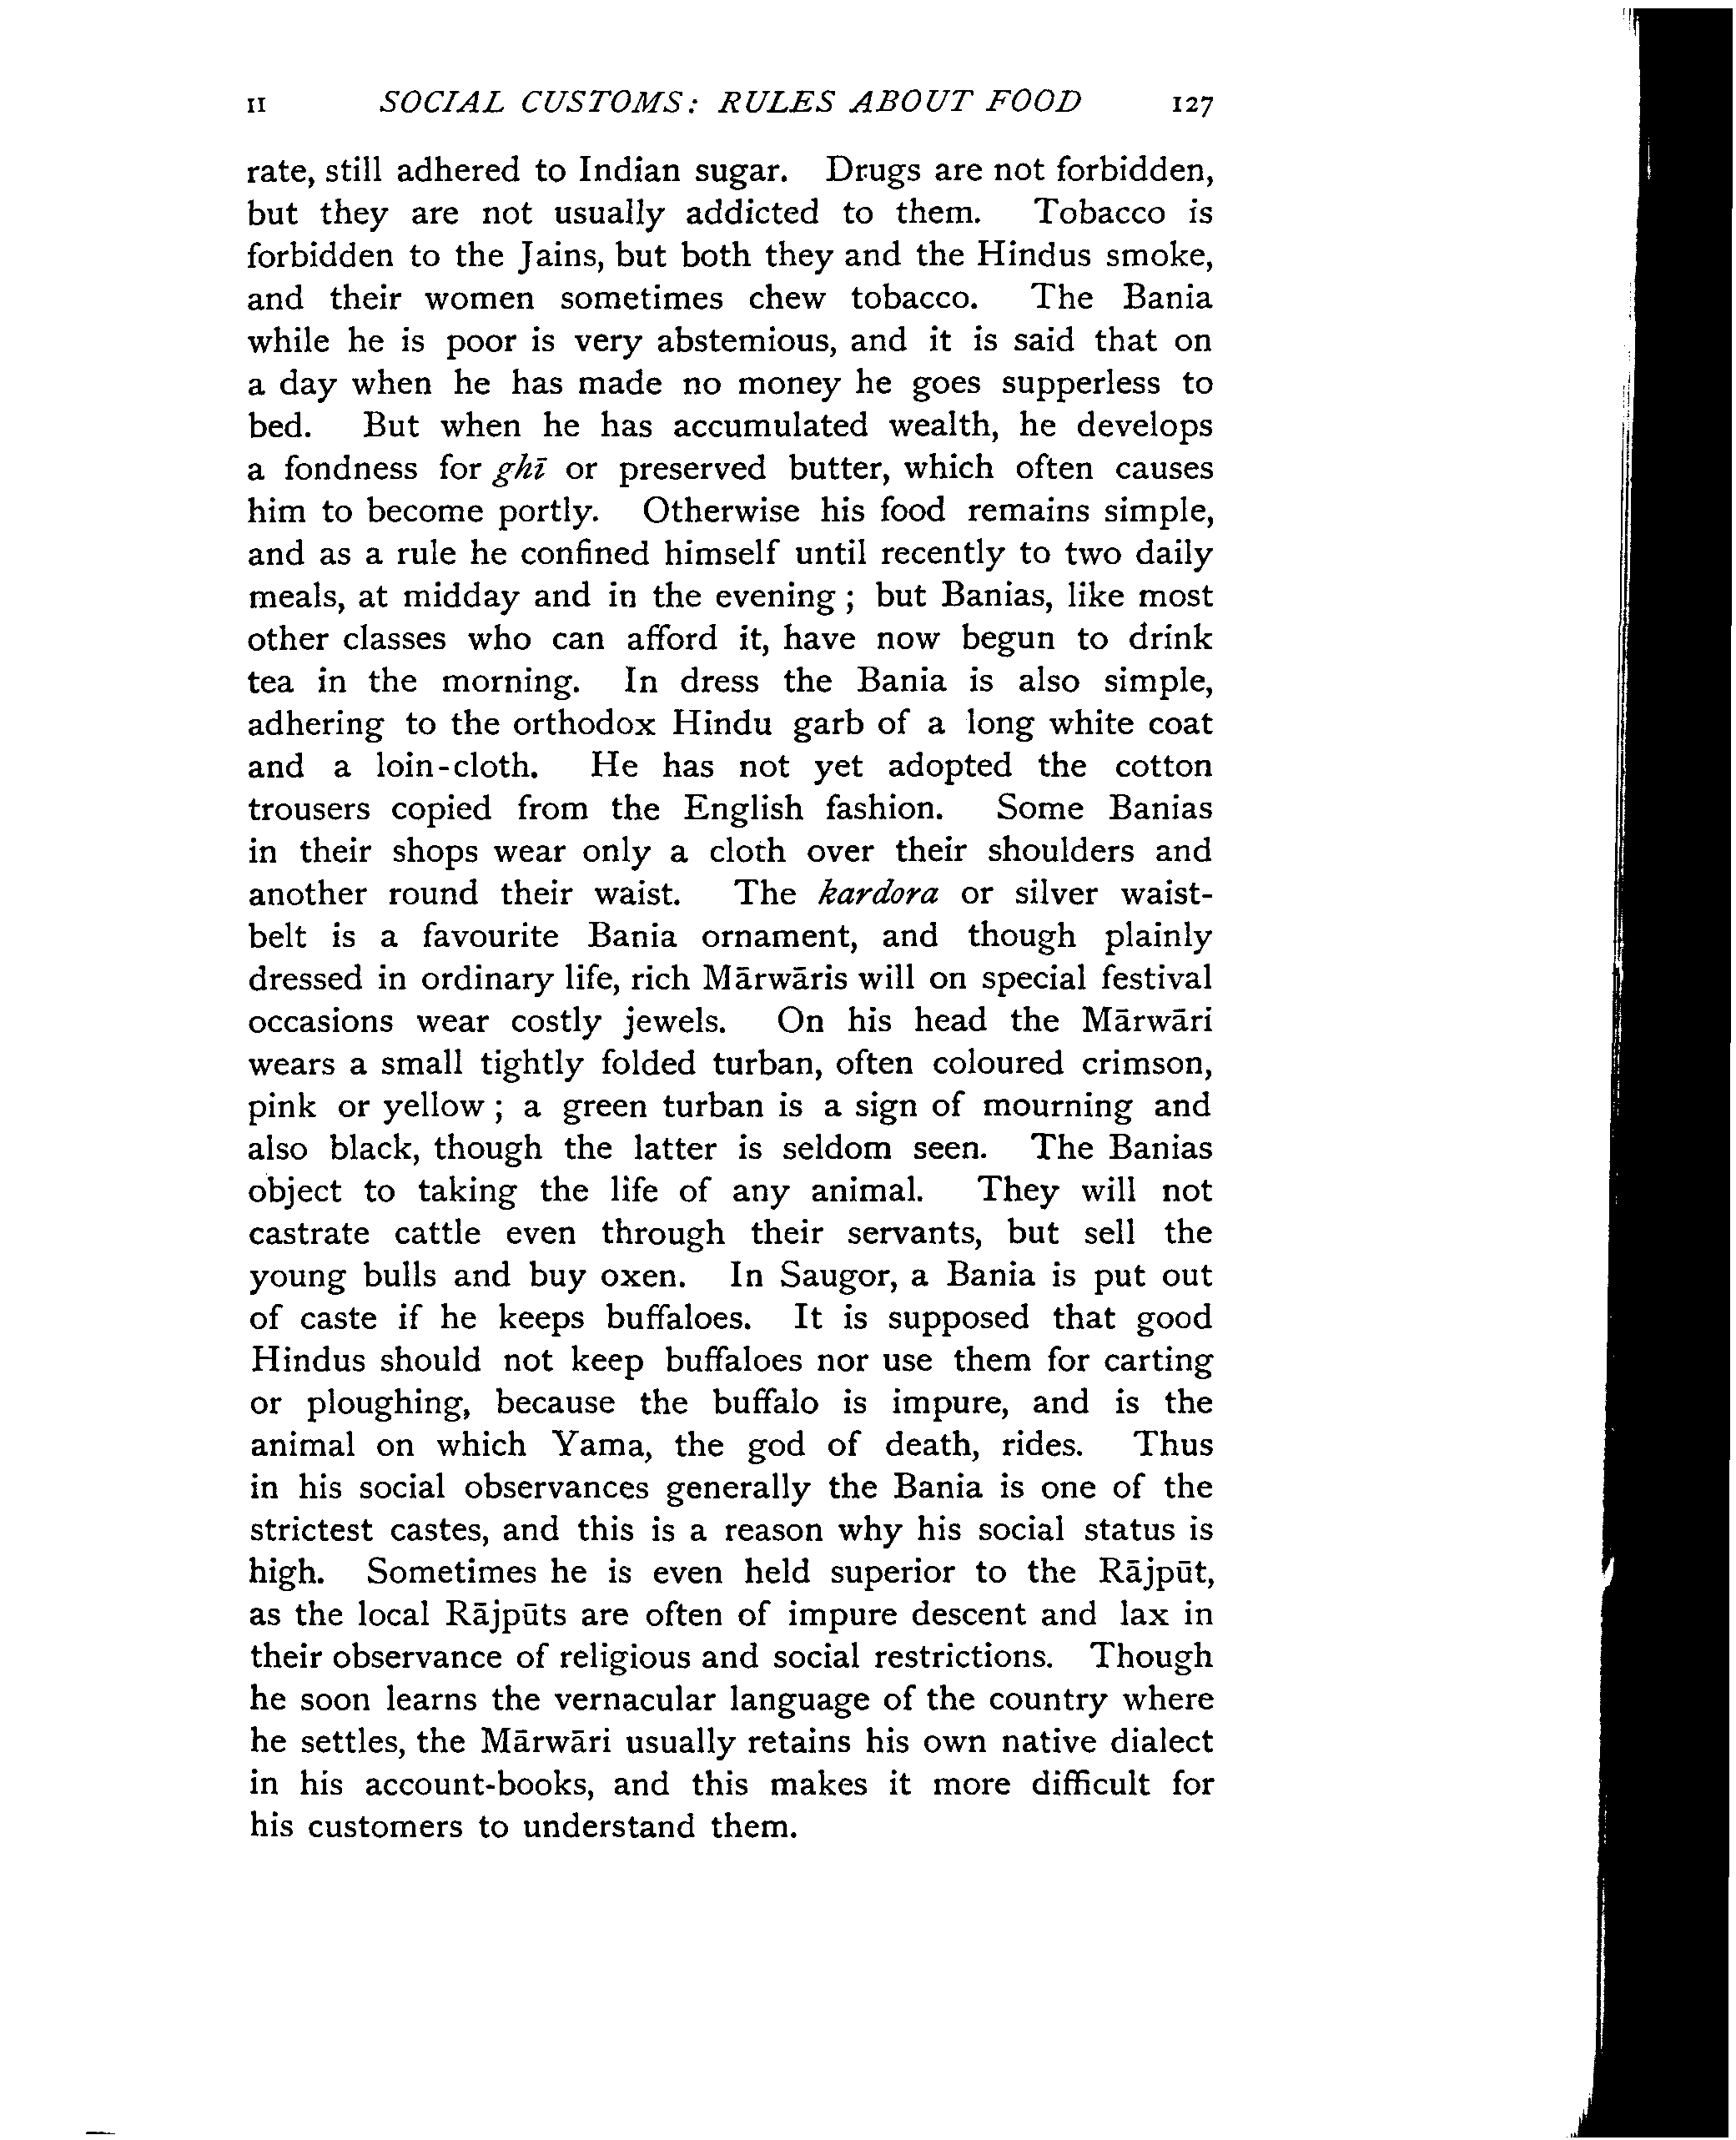 II SOCIAL CUSTOMS: RULES ABOUT FOOD 127
rate, still adhered to Indian sugar. Drugs are not forbidden,
but they are not usually addicted to them. Tobacco is
forbidden to the Jains, but both they and the Hindus smoke,
and their women sometimes chew tobacco. The Bania
while he is poor is very abstemious, and it is said that on
a day when he has made no money he goes supperless to
bed. But when he has accumulated wealth, he develops
a fondness for ghī or preserved butter, which often causes
him to become portly. Otherwise his food remains simple,
and as a rule he confined himself until recently to two daily
meals, at midday and in the evening ; but Banias, like most
other classes who can afford it, have now begun to drink
tea in the morning. In dress the Bania is also simple,
adhering to the orthodox Hindu garb of a long white coat
and a loin-cloth. He has not yet adopted the cotton
trousers copied from the English fashion. Some Banias
in their shops wear only a cloth over their shoulders and
another round their waist. The kardora or silver waist-
belt is a favourite Bania ornament, and though plainly
dressed in ordinary life, rich Mārwāris will on special festival
occasions wear costly jewels. On his head the Mārwāri
wears a small tightly folded turban, often coloured crimson,
pink or yellow ; a green turban is a sign of mourning and
also black, though the latter is seldom seen. The Banias
object to taking the life of any animal. They will not
castrate cattle even through their servants, but sell the
young bulls and buy oxen. In Saugor, a Bania is put out
of caste if he keeps buffaloes. It is supposed that good
Hindus should not keep buffaloes nor use them for carting
or ploughing, because the buffalo is impure, and is the
animal on which Yama, the god of death, rides. Thus
in his social observances generally the Bania is one of the
strictest castes, and this is a reason why his social status is
high. Sometimes he is even held superior to the Rājpūt,
as the local Rājpūts are often of impure descent and lax in
their observance of religious and social restrictions. Though
he soon learns the vernacular language of the country where
he settles, the Mārwāri usually retains his own native dialect
in his account-books, and this makes it more difficult for
his customers to understand them.